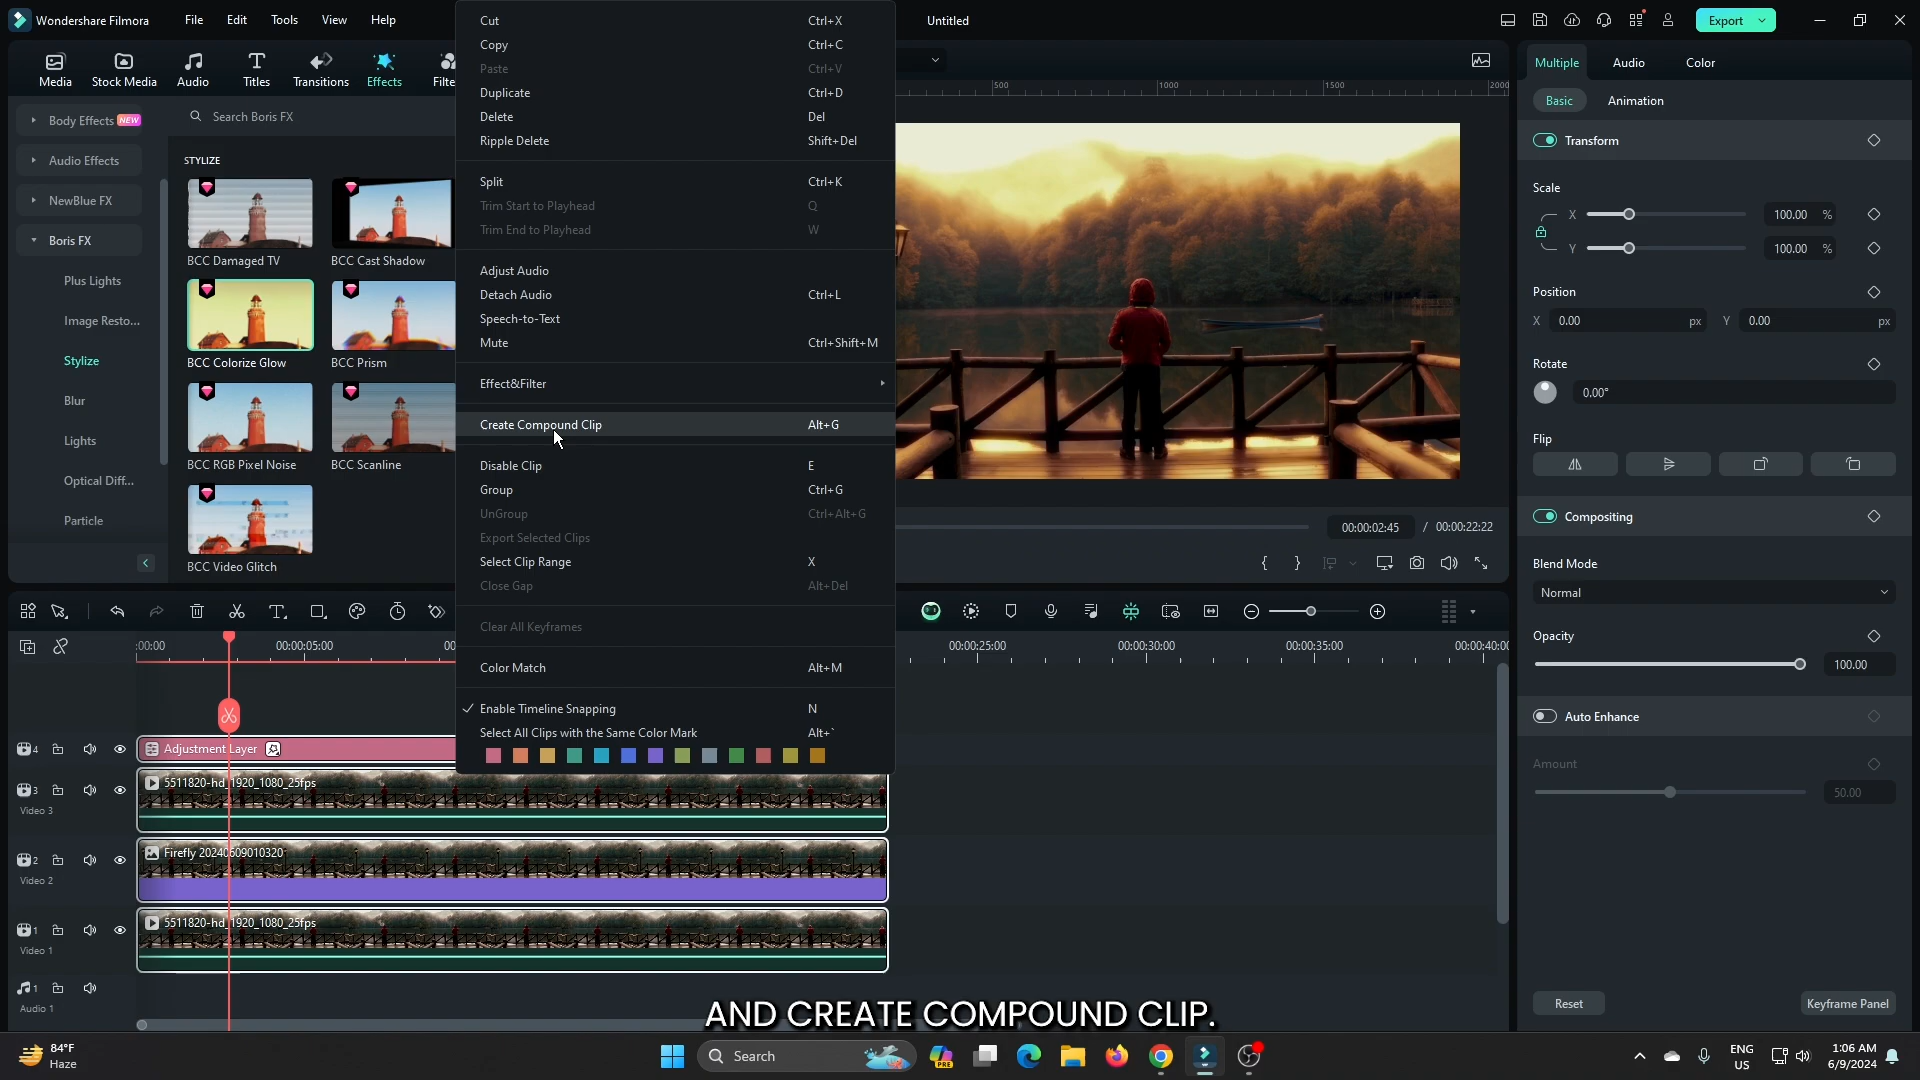 Wondershare Filmora
File
Edit
Tools
View
Help
Untitled
Export
Media
Stock Media
Audio
Titles
Transitions
Effects
Filte
Body Effects NEW
Audio Effects
NewBlue FX
Boris FX
Plus Lights
Image Resto...
Stylize
Blur
Lights
Optical Diff...
Particle
Search Boris FX
STYLIZE
BCC Damaged TV
BCC Cast Shadow
BCC Colorize Glow
BCC Prism
BCC RGB Pixel Noise
BCC Scanline
BCC Video Glitch
Cut Ctrl+X
Copy Ctrl+C
Paste Ctrl+V
Duplicate Ctrl+D
Delete Del
Ripple Delete Shift+Del
Split Ctrl+K
Trim Start to Playhead Q
Trim End to Playhead W
Adjust Audio
Detach Audio Ctrl+L
Speech-to-Text
Mute Ctrl+Shift+M
Effect&Filter
Create Compound Clip Alt+G
Disable Clip E
Group Ctrl+G
UnGroup Ctrl+Alt+G
Export Selected Clips
Select Clip Range X
Close Gap Alt+Del
Clear All Keyframes
Color Match Alt+M
Enable Timeline Snapping N
Select All Clips with the Same Color Mark Alt+`
500
1000
1500
2000
00:00:02:45 / 00:00:22:22
Multiple
Audio
Color
Basic
Animation
Transform
Scale
X 100.00 %
Y 100.00 %
Position
X 0.00 px Y 0.00 px
Rotate
0.00°
Flip
Compositing
Blend Mode
Normal
Opacity
100.00
Auto Enhance
Amount
50.00
Reset
Keyframe Panel
:00:00
00:00:05:00
00
00:00:25:00
00:00:30:00
00:00:35:00
00:00:40:00
4
Adjustment Layer
3
Video 3
5511820-hd_1920_1080_25fps
2
Video 2
Firefly 20240609010320
1
Video 1
5511820-hd_1920_1080_25fps
1
Audio 1
AND CREATE COMPOUND CLIP.
84°F
Haze
Search
PRE
ENG
US
1:06 AM
6/9/2024